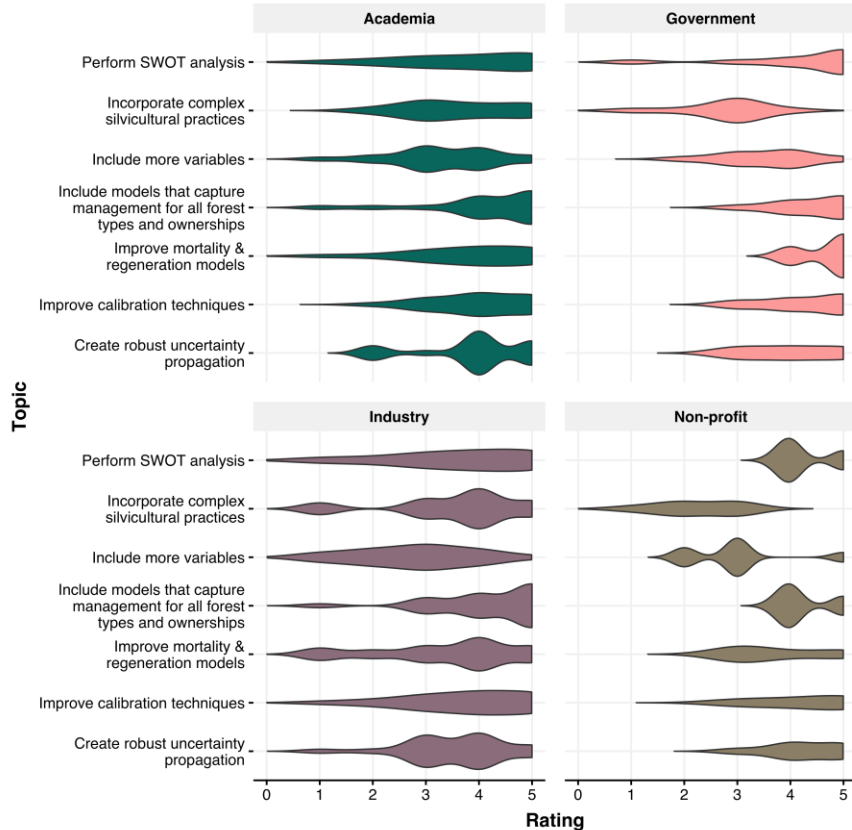 Academia
Government
Perform SWOT analysis
Incorporate complex
silvicultural practices
Include more variables
Include models that capture
management for all forest
types and ownerships
Improve mortality &
regeneration models
Improve calibration techniques
Create robust uncertainty
propagation
Topic
Industry
Non-profit
Perform SWOT analysis
Incorporate complex
silvicultural practices
Include more variables
Include models that capture
management for all forest
types and ownerships
Improve mortality &
regeneration models
Improve calibration techniques
Create robust uncertainty
propagation
0 1 2 3 4 5
0 1 2 3 4 5
Rating